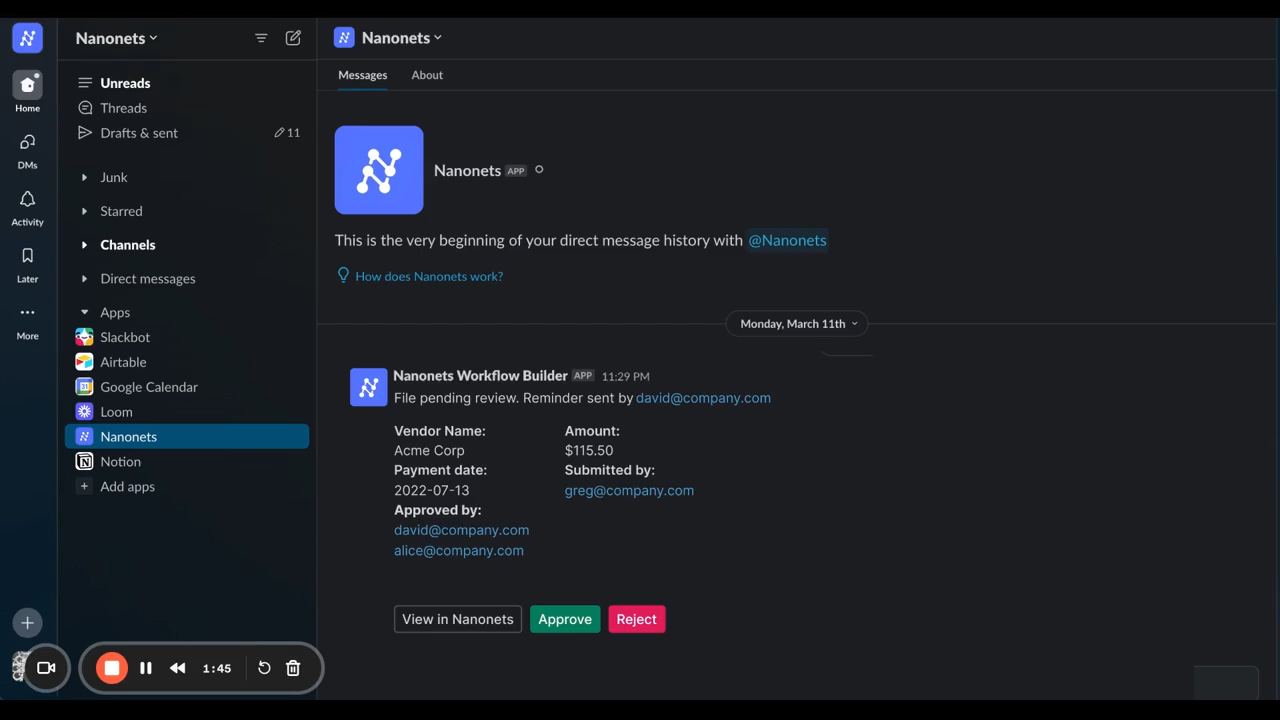 Nanonets
Unreads
Threads
Drafts & sent 11
Junk
Starred
Channels
Direct messages
Apps
Slackbot
Airtable
Google Calendar
Loom
Nanonets
Notion
Add apps
Home
DMs
Activity
Later
More
1:45
Nanonets
Messages About
Nanonets APP
This is the very beginning of your direct message history with @Nanonets
How does Nanonets work?
Monday, March 11th
Nanonets Workflow Builder APP 11:29 PM
File pending review. Reminder sent by david@company.com
Vendor Name: Amount:
Acme Corp $115.50
Payment date: Submitted by:
2022-07-13 greg@company.com
Approved by:
david@company.com
alice@company.com
View in Nanonets Approve Reject